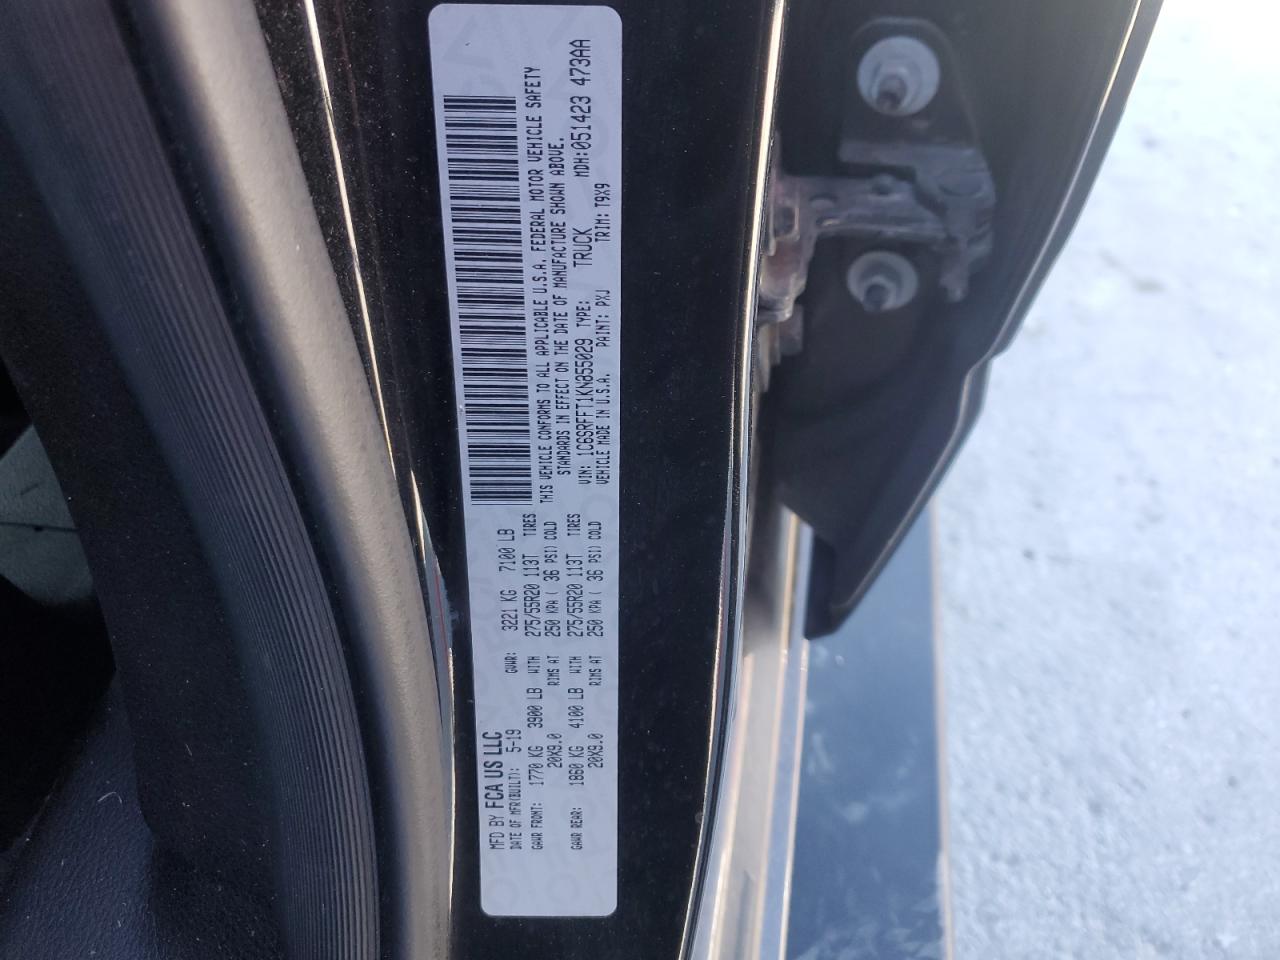 MFD BY FCA US LLC
DATE OF MFR(BUILT): 5-19 GVWR: 3221 KG 7100 LB
GAWR FRONT: 1770 KG 3900 LB WITH 275/55R20 113T TIRES
20X9.0 RIMS AT 250 KPA ( 36 PSI) COLD
GAWR REAR: 1860 KG 4100 LB WITH 275/55R20 113T TIRES
20X9.0 RIMS AT 250 KPA ( 36 PSI) COLD
THIS VEHICLE CONFORMS TO ALL APPLICABLE U.S.A. FEDERAL MOTOR VEHICLE SAFETY
STANDARDS IN EFFECT ON THE DATE OF MANUFACTURE SHOWN ABOVE.
VIN: 1C6SRFFT1KN855029 TYPE: TRUCK MDH:051423 473AA
VEHICLE MADE IN U.S.A. PAINT: PXJ TRIM: T9X9